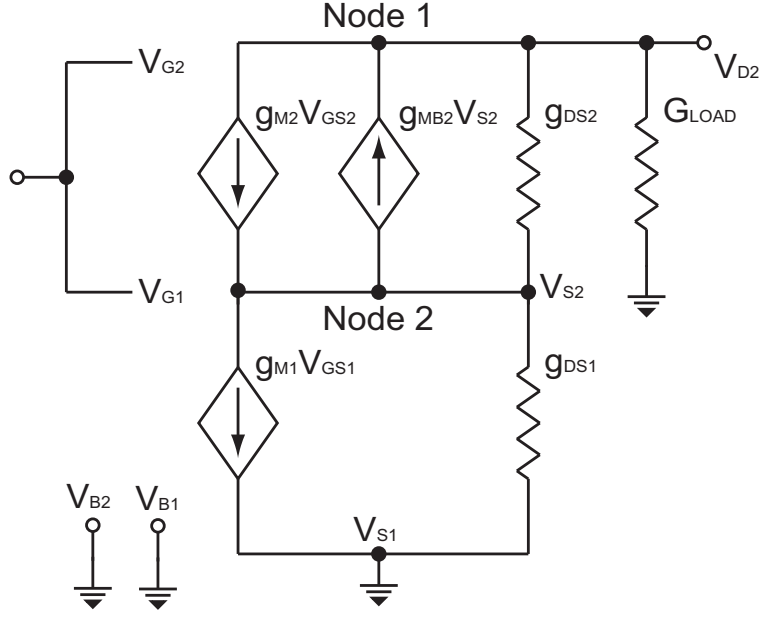 Node 1
VG2
VD2
gM2VGS2
gMB2VS2
gDS2
GLOAD
VG1
VS2
Node 2
gM1VGS1
gDS1
VB2
VB1
VS1